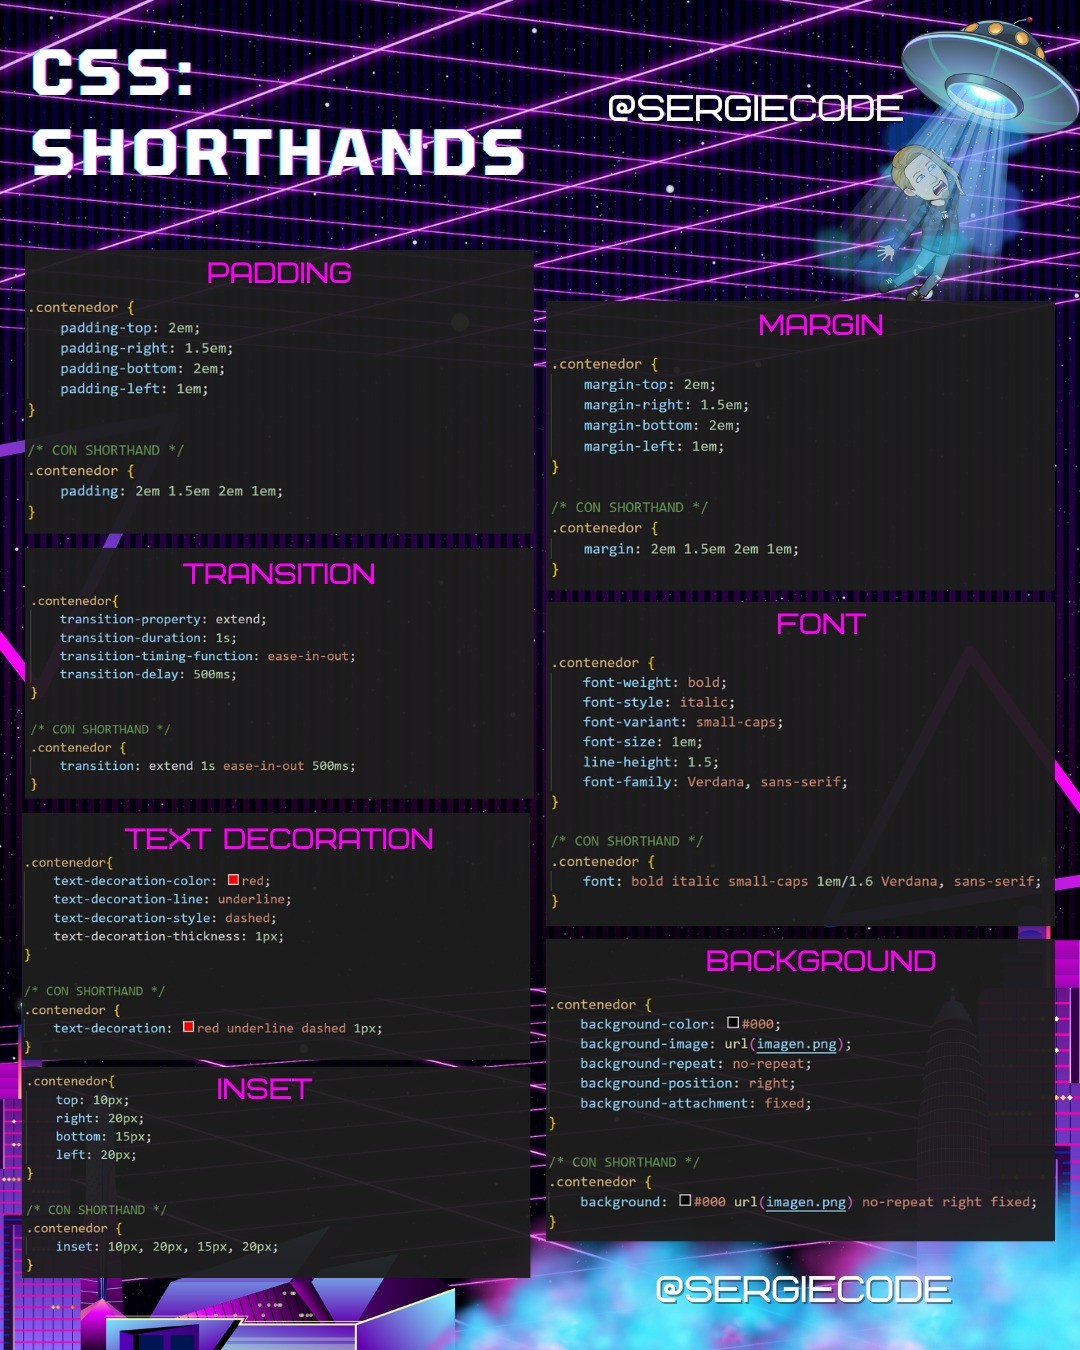 CSS:
SHORTHANDS
@SERGIECODE
PADDING
.contenedor {
    padding-top: 2em;
    padding-right: 1.5em;
    padding-bottom: 2em;
    padding-left: 1em;
}
/* CON SHORTHAND */
.contenedor {
    padding: 2em 1.5em 2em 1em;
}
TRANSITION
.contenedor{
    transition-property: extend;
    transition-duration: 1s;
    transition-timing-function: ease-in-out;
    transition-delay: 500ms;
}
/* CON SHORTHAND */
.contenedor {
    transition: extend 1s ease-in-out 500ms;
}
TEXT DECORATION
.contenedor{
    text-decoration-color: red;
    text-decoration-line: underline;
    text-decoration-style: dashed;
    text-decoration-thickness: 1px;
}
/* CON SHORTHAND */
.contenedor {
    text-decoration: red underline dashed 1px;
}
INSET
.contenedor{
    top: 10px;
    right: 20px;
    bottom: 15px;
    left: 20px;
}
/* CON SHORTHAND */
.contenedor {
    inset: 10px, 20px, 15px, 20px;
}
MARGIN
.contenedor {
    margin-top: 2em;
    margin-right: 1.5em;
    margin-bottom: 2em;
    margin-left: 1em;
}
/* CON SHORTHAND */
.contenedor {
    margin: 2em 1.5em 2em 1em;
}
FONT
.contenedor {
    font-weight: bold;
    font-style: italic;
    font-variant: small-caps;
    font-size: 1em;
    line-height: 1.5;
    font-family: Verdana, sans-serif;
}
/* CON SHORTHAND */
.contenedor {
    font: bold italic small-caps 1em/1.6 Verdana, sans-serif;
}
BACKGROUND
.contenedor {
    background-color: #000;
    background-image: url(imagen.png);
    background-repeat: no-repeat;
    background-position: right;
    background-attachment: fixed;
}
/* CON SHORTHAND */
.contenedor {
    background: #000 url(imagen.png) no-repeat right fixed;
}
@SERGIECODE